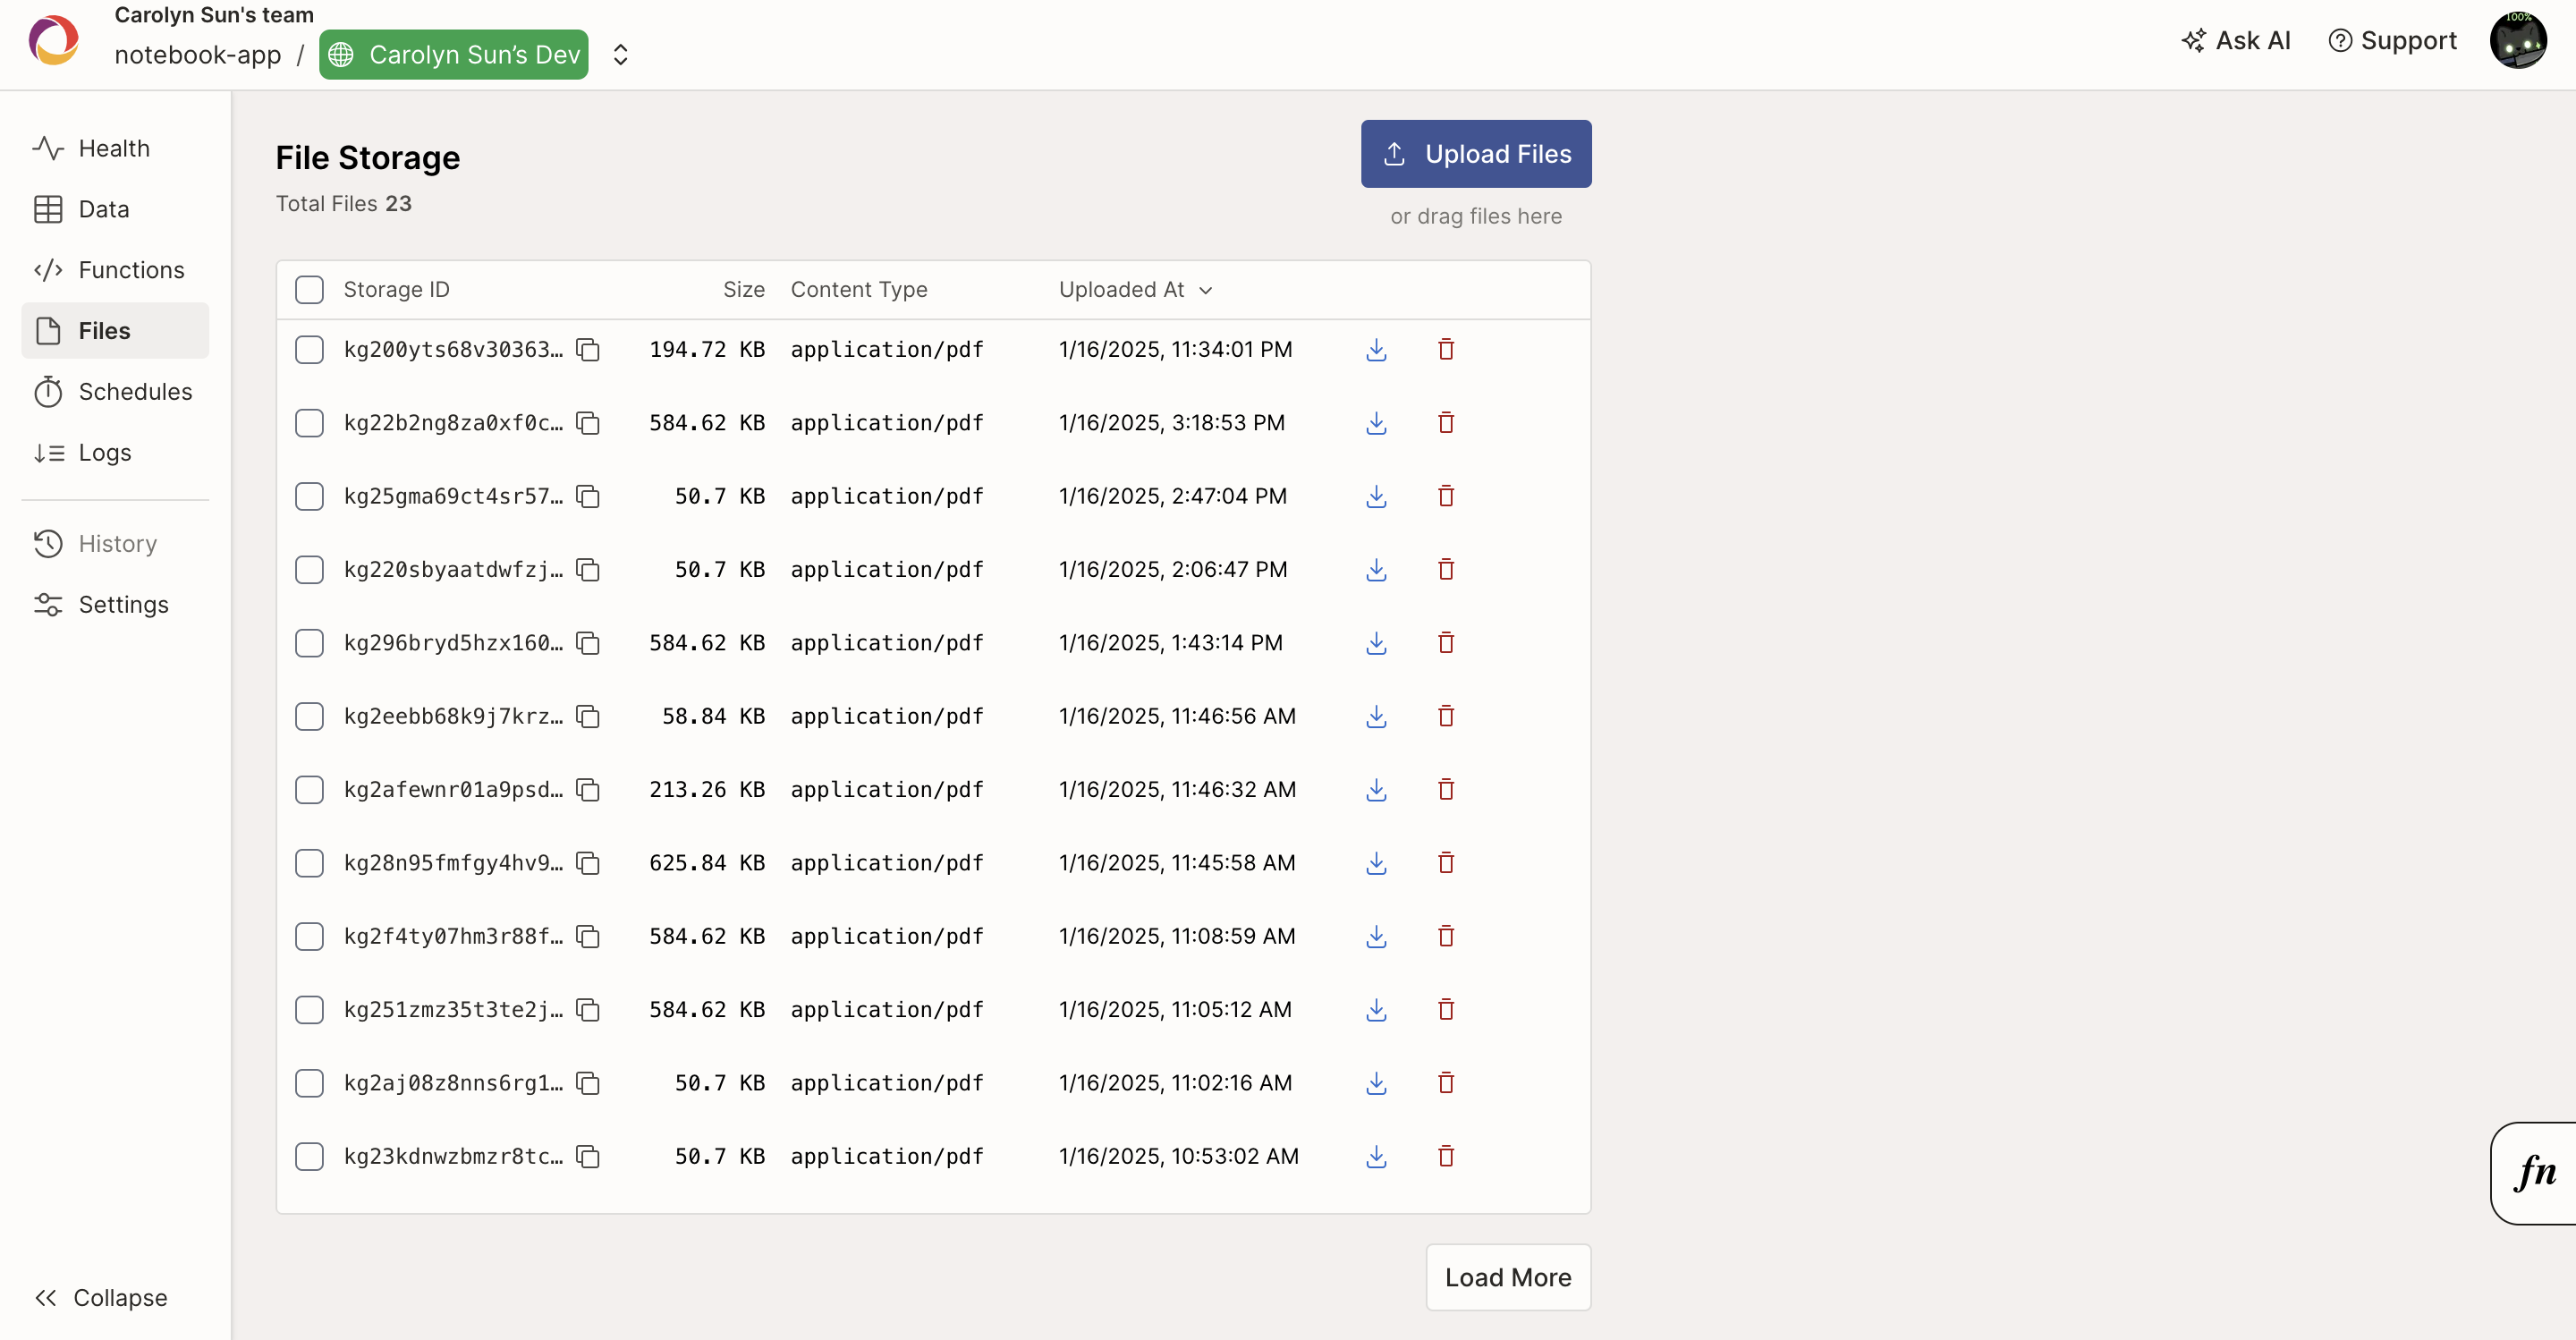 Carolyn Sun's team
notebook-app / Carolyn Sun's Dev
Ask AI
Support
100%
Health
Data
Functions
Files
Schedules
Logs
History
Settings
Collapse
File Storage
Total Files 23
Upload Files
or drag files here
Storage ID Size Content Type Uploaded At
kg200yts68v30363… 194.72 KB application/pdf 1/16/2025, 11:34:01 PM
kg22b2ng8za0xf0c… 584.62 KB application/pdf 1/16/2025, 3:18:53 PM
kg25gma69ct4sr57… 50.7 KB application/pdf 1/16/2025, 2:47:04 PM
kg220sbyaatdwfzj… 50.7 KB application/pdf 1/16/2025, 2:06:47 PM
kg296bryd5hzx160… 584.62 KB application/pdf 1/16/2025, 1:43:14 PM
kg2eebb68k9j7krz… 58.84 KB application/pdf 1/16/2025, 11:46:56 AM
kg2afewnr01a9psd… 213.26 KB application/pdf 1/16/2025, 11:46:32 AM
kg28n95fmfgy4hv9… 625.84 KB application/pdf 1/16/2025, 11:45:58 AM
kg2f4ty07hm3r88f… 584.62 KB application/pdf 1/16/2025, 11:08:59 AM
kg251zmz35t3te2j… 584.62 KB application/pdf 1/16/2025, 11:05:12 AM
kg2aj08z8nns6rg1… 50.7 KB application/pdf 1/16/2025, 11:02:16 AM
kg23kdnwzbmzr8tc… 50.7 KB application/pdf 1/16/2025, 10:53:02 AM
Load More
fn